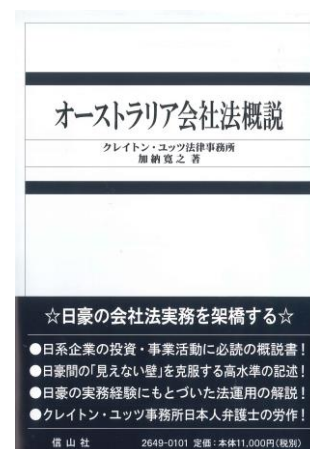 オーストラリア会社法概説
クレイトン・ユッツ法律事務所
加納寛之 著
☆日豪の会社法実務を架橋する☆
●日系企業の投資・事業活動に必読の概説書！
●日豪間の「見えない壁」を克服する高水準の記述！
●日豪の実務経験にもとづいた法運用の解説！
●クレイトン・ユッツ事務所日本人弁護士の労作！
信山社 2649-0101 定価：本体11,000円(税別)